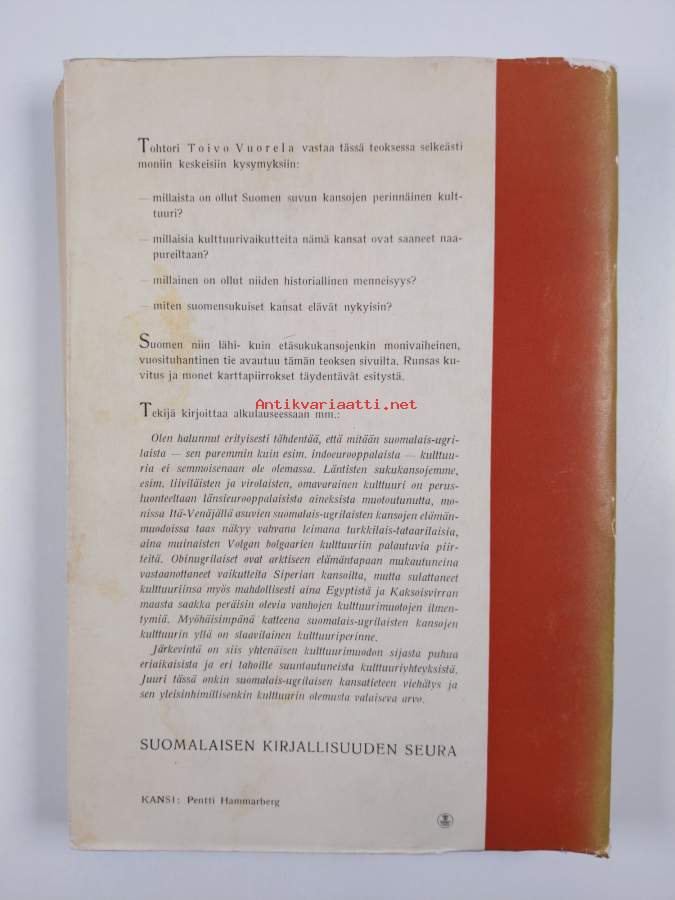 Tohtori Toivo Vuorela vastaa tässä teoksessa selkeästi
moniin keskeisiin kysymyksiin:
— millaista on ollut Suomen suvun kansojen perinnäinen kult-
tuuri?
— millaisia kulttuurivaikutteita nämä kansat ovat saaneet naa-
pureiltaan?
— millainen on ollut niiden historiallinen menneisyys?
— miten suomensukuiset kansat elävät nykyisin?
Suomen niin lähi- kuin etäsukukansojenkin monivaiheinen,
vuosituhantinen tie avautuu tämän teoksen sivuilta. Runsas ku-
vitus ja monet karttapiirrokset täydentävät esitystä.
Antikvariaatti.net
Tekijä kirjoittaa alkulauseessaan mm.:
Olen halunnut erityisesti tähdentää, että mitään suomalais-ugri-
laista — sen paremmin kuin esim. indoeurooppalaista — kulttuu-
ria ei semmoisenaan ole olemassa. Läntisten sukukansojemme,
esim. liiviläisten ja virolaisten, omavarainen kulttuuri on perus-
luonteeltaan länsieurooppalaisista aineksista muotoutunutta, mo-
nissa Itä-Venäjällä asuvien suomalais-ugrilaisten kansojen elämän-
muodoissa taas näkyy vahvana leimana turkkilais-tataarilaisia,
aina muinaisten Volgan bolgaarien kulttuuriin palautuvia piir-
teitä. Obinugrilaiset ovat arktiseen elämäntapaan mukautuneina
vastaanottaneet vaikutteita Siperian kansoilta, mutta sulattaneet
kulttuuriinsa myös mahdollisesti aina Egyptistä ja Kaksoisvirran
maasta saakka peräisin olevia vanhojen kulttuurimuotojen ilmen-
tymiä. Myöhäisimpänä katteena suomalais-ugrilaisten kansojen
kulttuurin yllä on slaavilainen kulttuuriperinne.
Järkevintä on siis yhtenäisen kulttuurimuodon sijasta puhua
eriaikaisista ja eri tahoille suuntautuneista kulttuuriyhteyksistä.
Juuri tässä onkin suomalais-ugrilaisen kansatieteen viehätys ja
sen yleisinhimillisenkin kulttuurin olemusta valaiseva arvo.
SUOMALAISEN KIRJALLISUUDEN SEURA
KANSI: Pentti Hammarberg